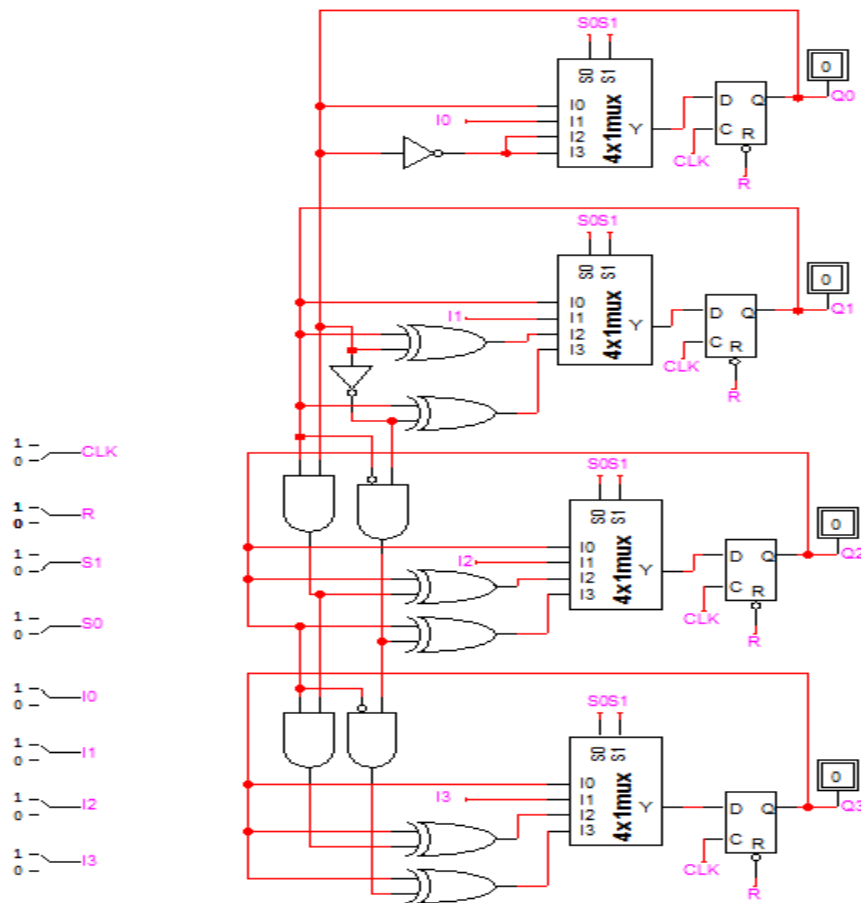 S0S1
0
S0 S1
I0
I1
I2
I3
4x1mux
Y
D Q
C
R
Q0
I0
CLK
R
S0S1
0
S0 S1
I0
I1
I2
I3
4x1mux
Y
D Q
C
R
Q1
I1
CLK
R
1
0
CLK
1
0
R
1
0
S1
1
0
S0
1
0
I0
1
0
I1
1
0
I2
1
0
I3
S0S1
0
S0 S1
I0
I1
I2
I3
4x1mux
Y
D Q
C
R
Q2
I2
CLK
R
S0S1
0
S0 S1
I0
I1
I2
I3
4x1mux
Y
D Q
C
R
Q3
I3
CLK
R